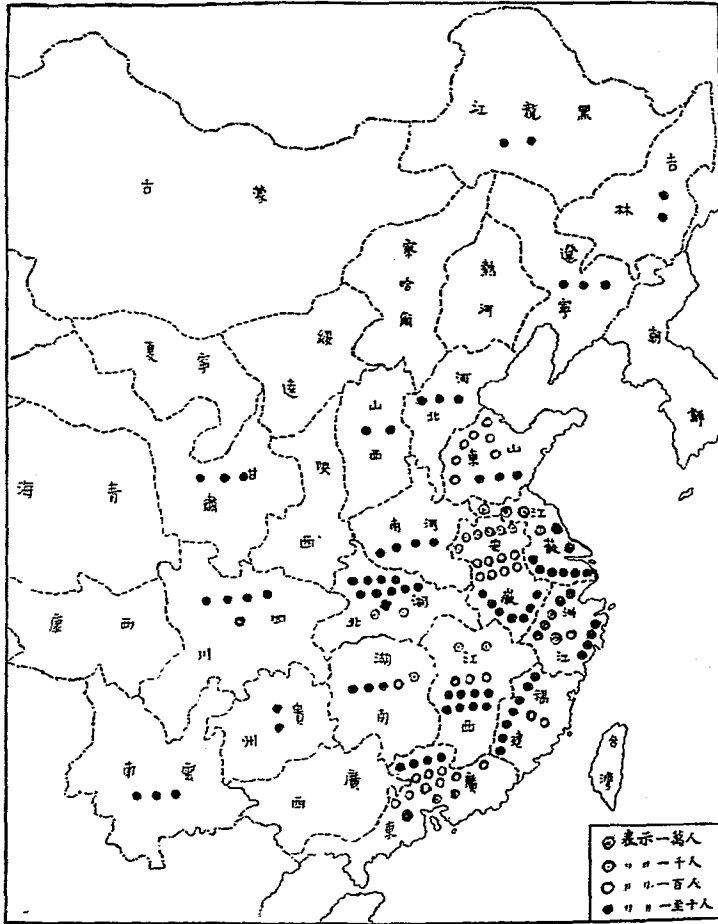 黑龍江
吉林
蒙古
遼寧
熱河
察哈爾
綏遠
寧夏
朝鮮
河北
山西
山東
陝西
甘肅
青海
河南
江蘇
安徽
湖北
四川
西康
浙江
江西
湖南
貴州
福建
雲南
廣西
廣東
台灣
表示一萬人
〃〃一千人
〃〃一百人
〃〃一至十人